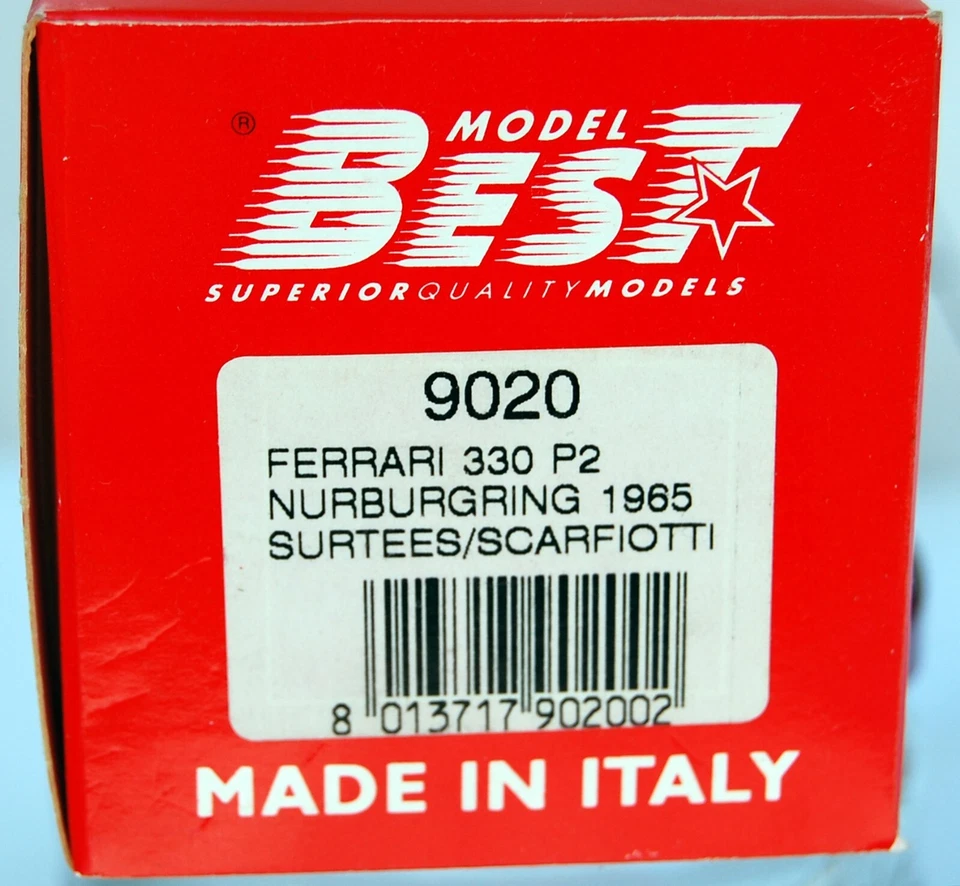 ®
MODEL
BEST
SUPERIORQUALITYMODELS
9020
FERRARI 330 P2
NURBURGRING 1965
SURTEES/SCARFIOTTI
8 013717 902002
MADE IN ITALY